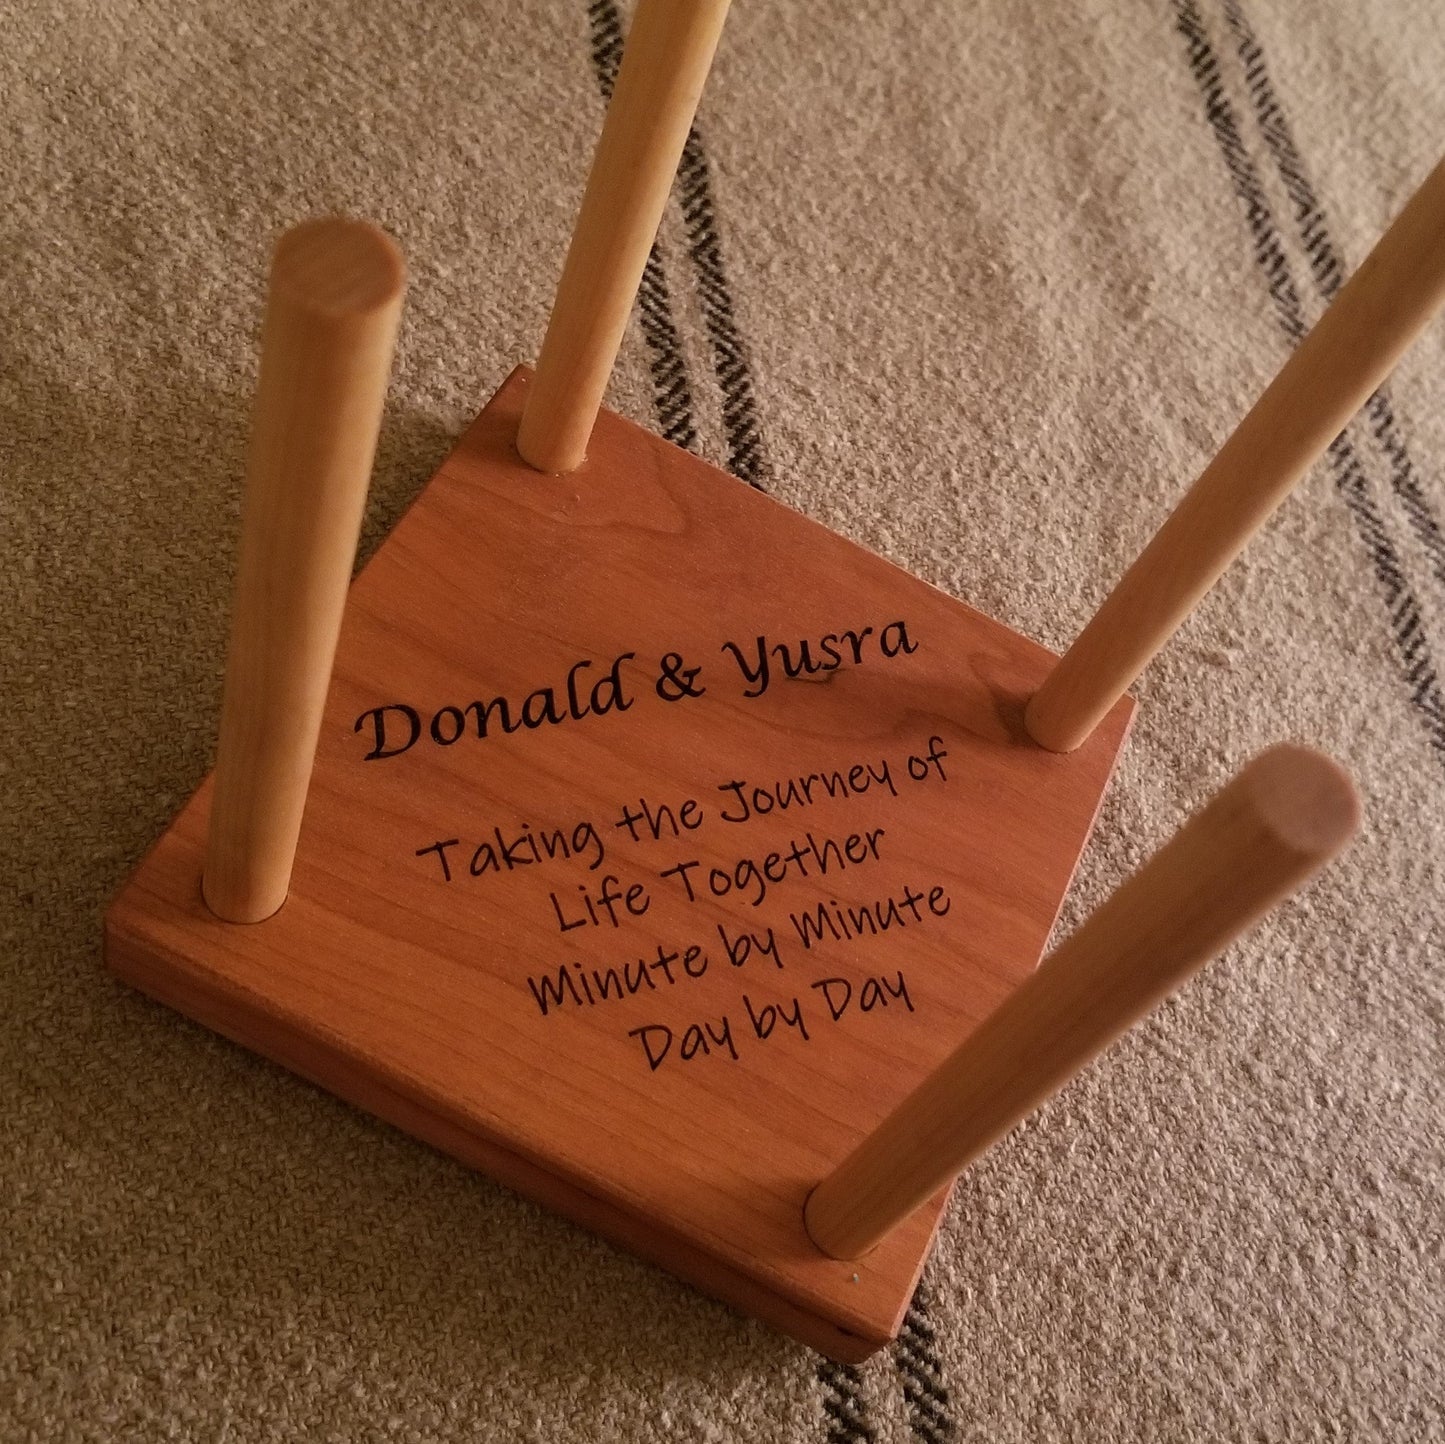 Donald & Yusra
Taking the Journey of
Life Together
Minute by Minute
Day by Day